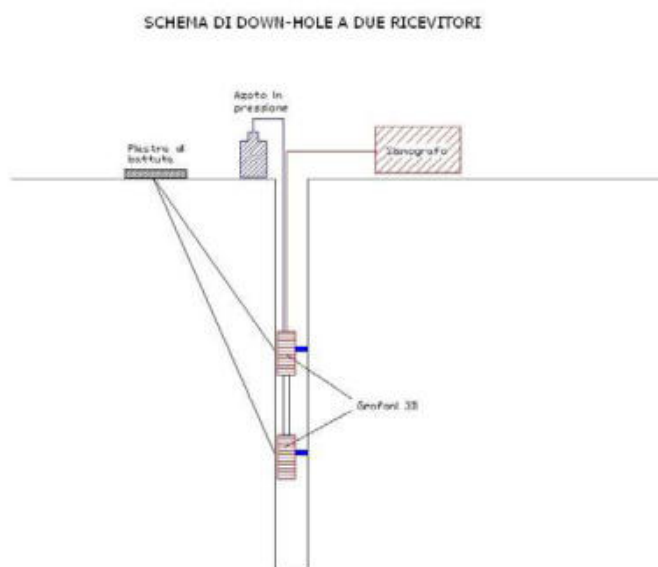 SCHEMA DI DOWN-HOLE A DUE RICEVITORI
Azoto in
pressione
Piastra di
battuta
Sismografo
Geofoni 3D